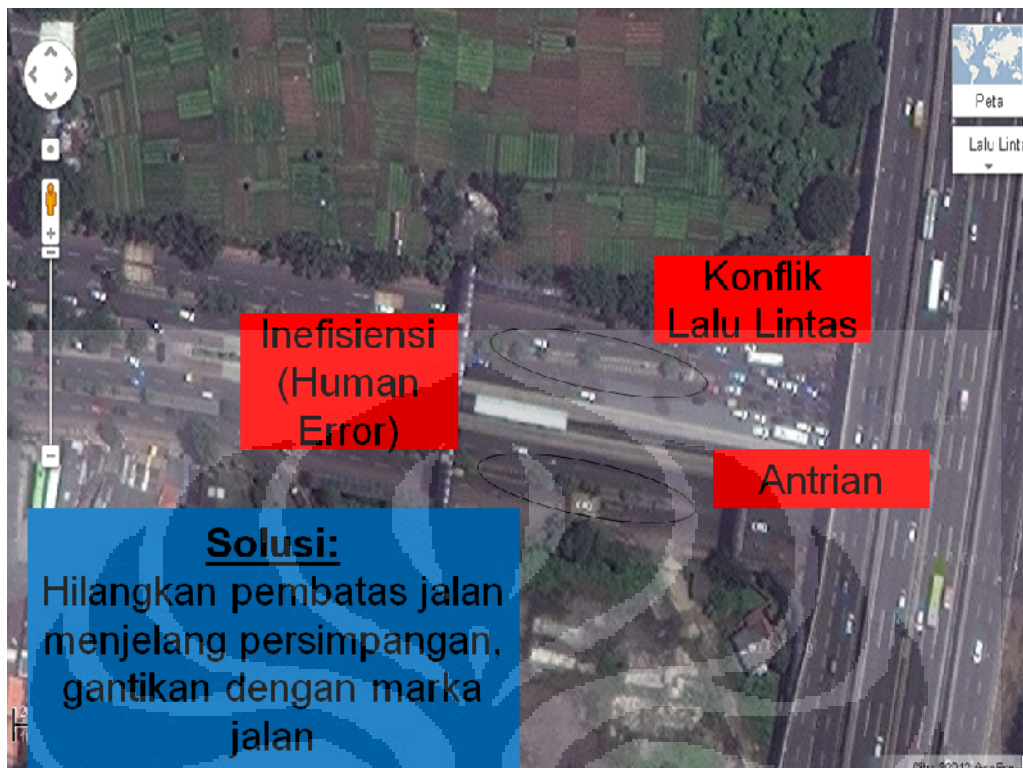 Peta
Lalu Lint
Konflik
Lalu Lintas
Inefisiensi
(Human
Error)
Antrian
Solusi:
Hilangkan pembatas jalan
menjelang persimpangan,
gantikan dengan marka
jalan